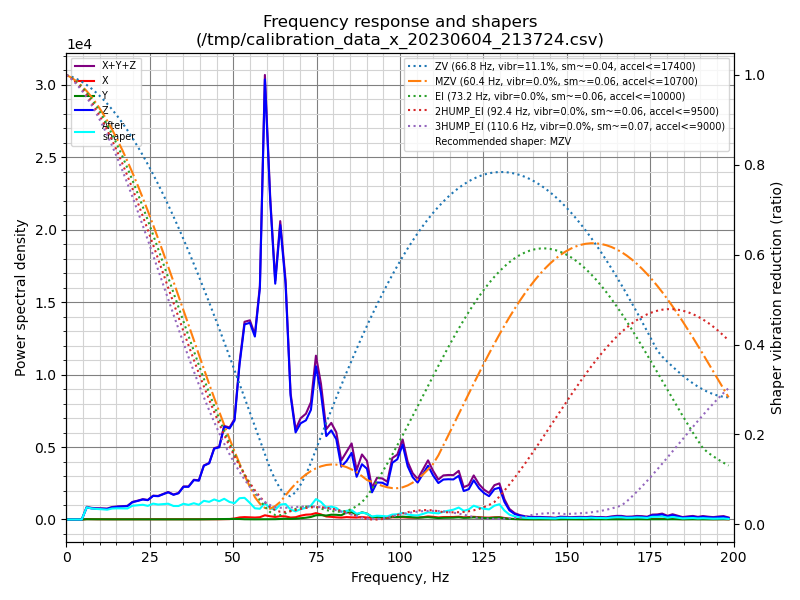 Frequency response and shapers
(/tmp/calibration_data_x_20230604_213724.csv)
1e4
X+Y+Z
X
Y
Z
After
shaper
ZV (66.8 Hz, vibr=11.1%, sm~=0.04, accel<=17400)
MZV (60.4 Hz, vibr=0.0%, sm~=0.06, accel<=10700)
EI (73.2 Hz, vibr=0.0%, sm~=0.06, accel<=10000)
2HUMP_EI (92.4 Hz, vibr=0.0%, sm~=0.06, accel<=9500)
3HUMP_EI (110.6 Hz, vibr=0.0%, sm~=0.07, accel<=9000)
Recommended shaper: MZV
Power spectral density
3.0
2.5
2.0
1.5
1.0
0.5
0.0
1.0
0.8
0.6
0.4
0.2
0.0
Shaper vibration reduction (ratio)
0 25 50 75 100 125 150 175 200
Frequency, Hz